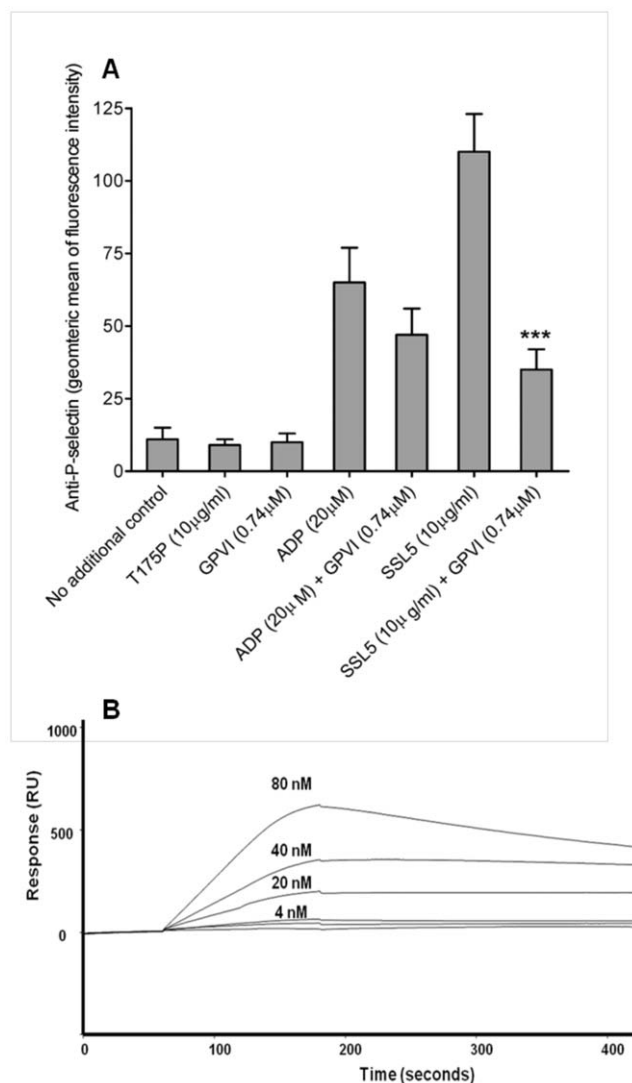 A
Anti-P-selectin (geomteric mean of fluorescence intensity)
125
100
75
50
25
0
***
No additional control
T175P (10µg/ml)
GPVI (0.74µM)
ADP (20µM)
ADP (20µ M) + GPVI (0.74µM)
SSL5 (10µg/ml)
SSL5 (10µ g/ml) + GPVI (0.74µM)
B
Response (RU)
1000
500
0
80 nM
40 nM
20 nM
4 nM
0
100
200
300
400
Time (seconds)